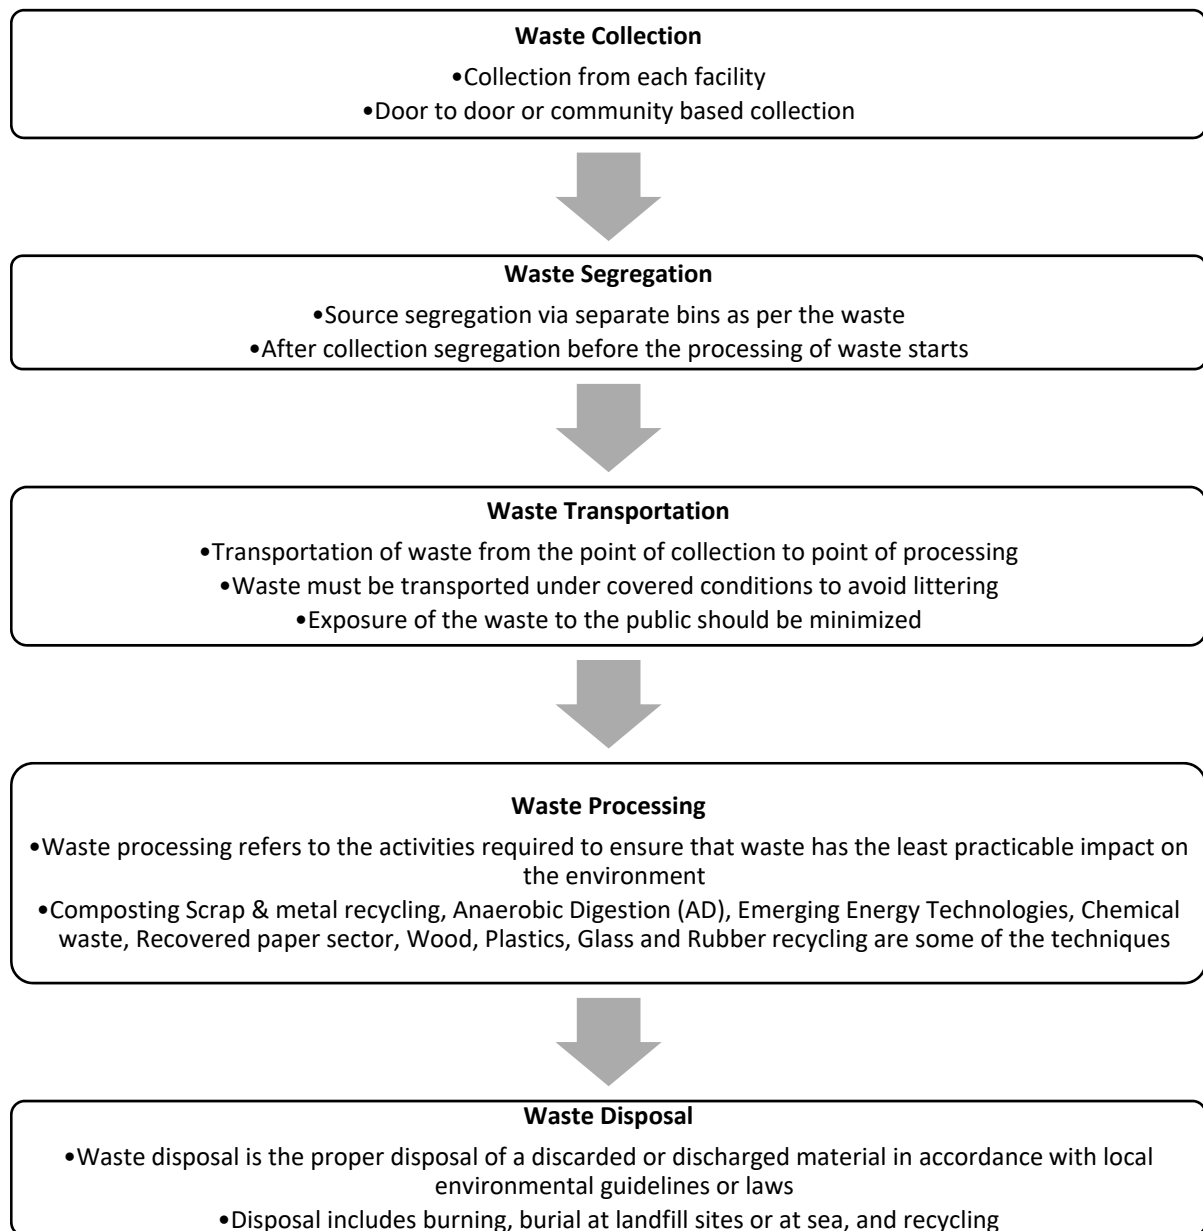 Waste Collection
•Collection from each facility
•Door to door or community based collection
Waste Segregation
•Source segregation via separate bins as per the waste
•After collection segregation before the processing of waste starts
Waste Transportation
•Transportation of waste from the point of collection to point of processing
•Waste must be transported under covered conditions to avoid littering
•Exposure of the waste to the public should be minimized
Waste Processing
•Waste processing refers to the activities required to ensure that waste has the least practicable impact on
the environment
•Composting Scrap & metal recycling, Anaerobic Digestion (AD), Emerging Energy Technologies, Chemical
waste, Recovered paper sector, Wood, Plastics, Glass and Rubber recycling are some of the techniques
Waste Disposal
•Waste disposal is the proper disposal of a discarded or discharged material in accordance with local
environmental guidelines or laws
•Disposal includes burning, burial at landfill sites or at sea, and recycling